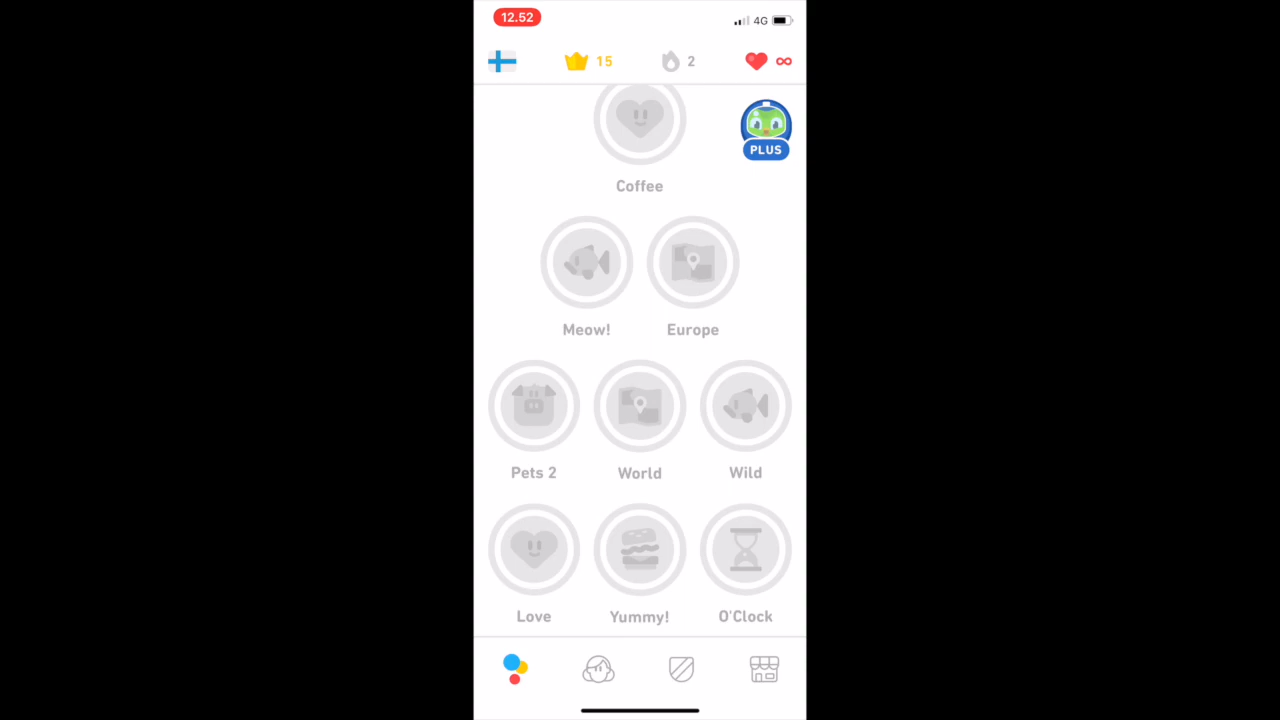 12.52
4G
15
2
∞
PLUS
Coffee
Meow!
Europe
Pets 2
World
Wild
Love
Yummy!
O'Clock